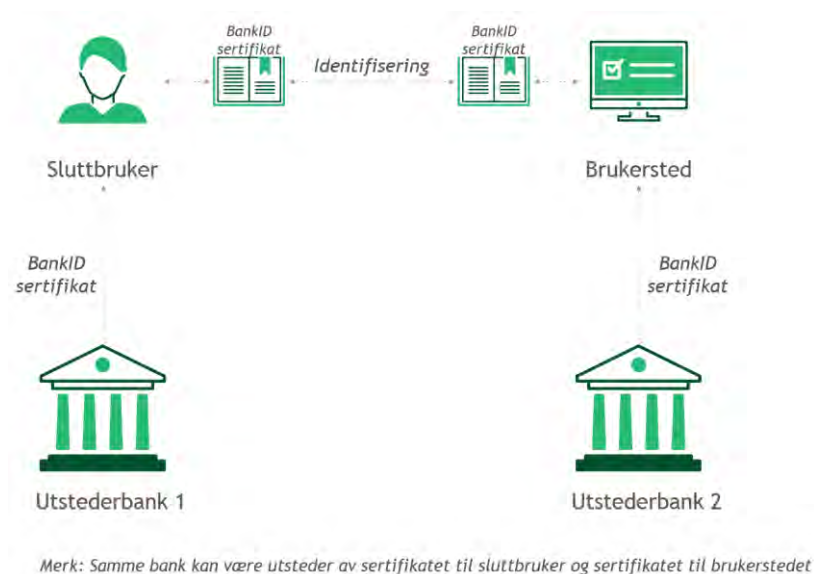 BankID
sertifikat
BankID
sertifikat
Identifisering
Sluttbruker
Brukersted
BankID
sertifikat
BankID
sertifikat
Utstederbank 1
Utstederbank 2
Merk: Samme bank kan være utsteder av sertifikatet til sluttbruker og sertifikatet til brukerstedet